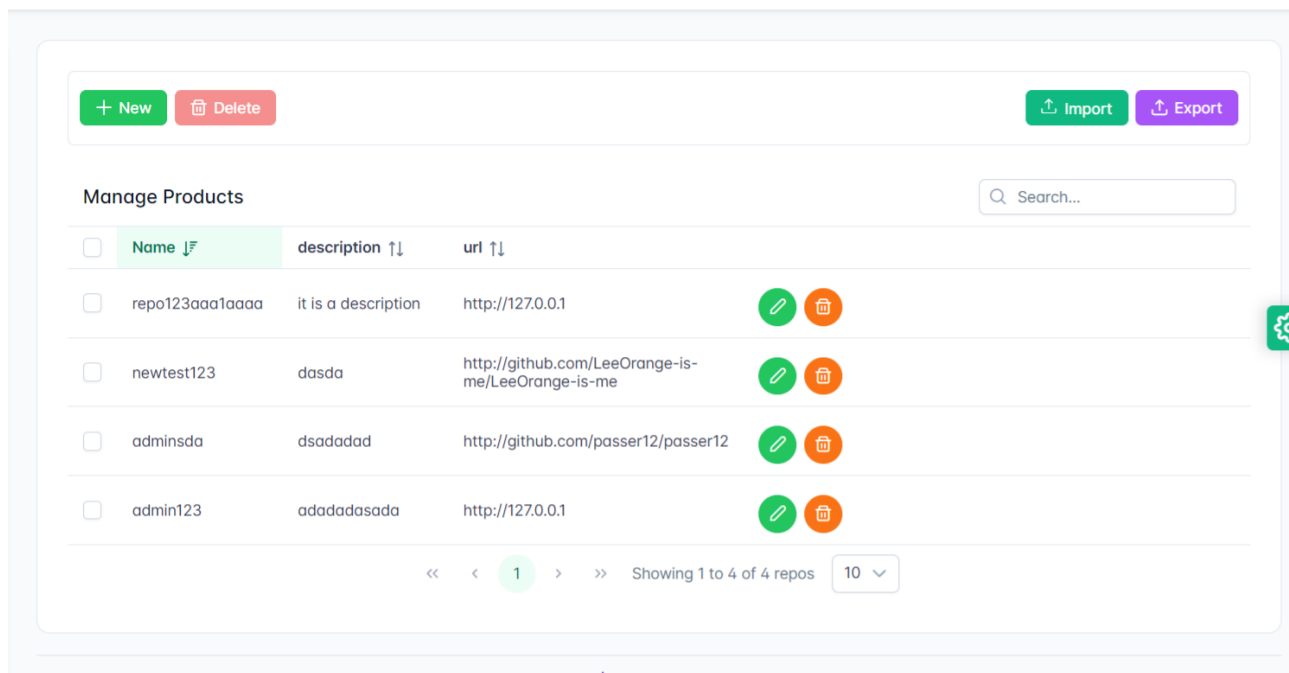 New Delete Import Export
Manage Products Search...
Name description url
repo123aaa1aaaa it is a description http://127.0.0.1
newtest123 dasda http://github.com/LeeOrange-is-
me/LeeOrange-is-me
adminsda dsadadad http://github.com/passer12/passer12
admin123 adadadasada http://127.0.0.1
1 Showing 1 to 4 of 4 repos 10